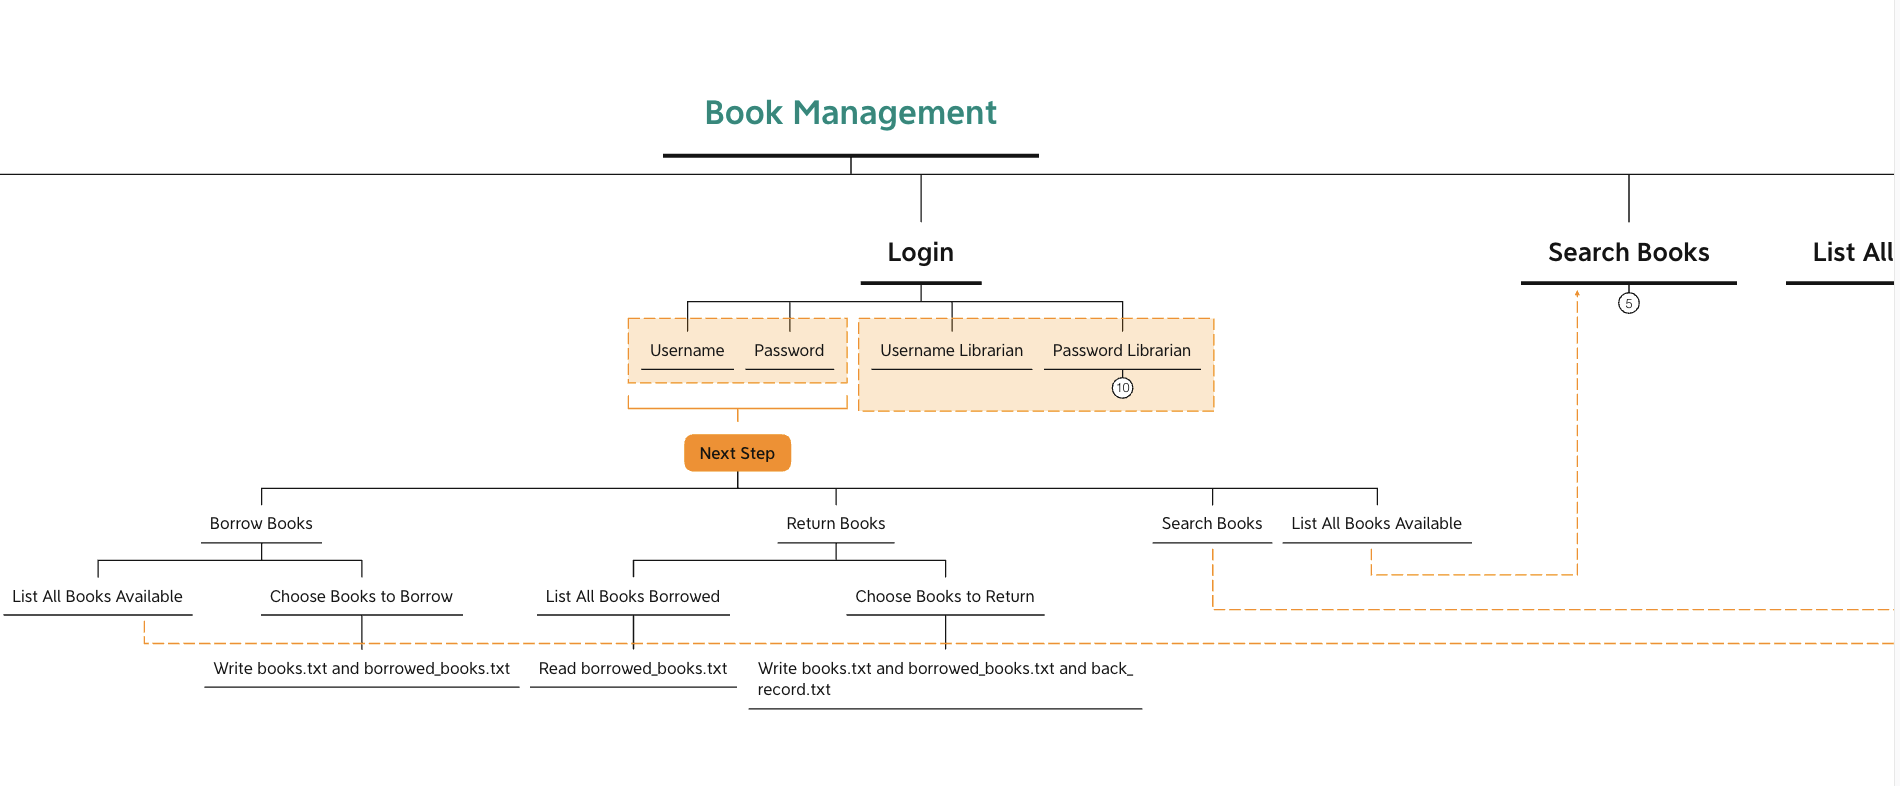 Book Management
Login
Search Books
List All
5
Username
Password
Username Librarian
Password Librarian
10
Next Step
Borrow Books
Return Books
Search Books
List All Books Available
List All Books Available
Choose Books to Borrow
List All Books Borrowed
Choose Books to Return
Write books.txt and borrowed_books.txt
Read borrowed_books.txt
Write books.txt and borrowed_books.txt and back_
record.txt